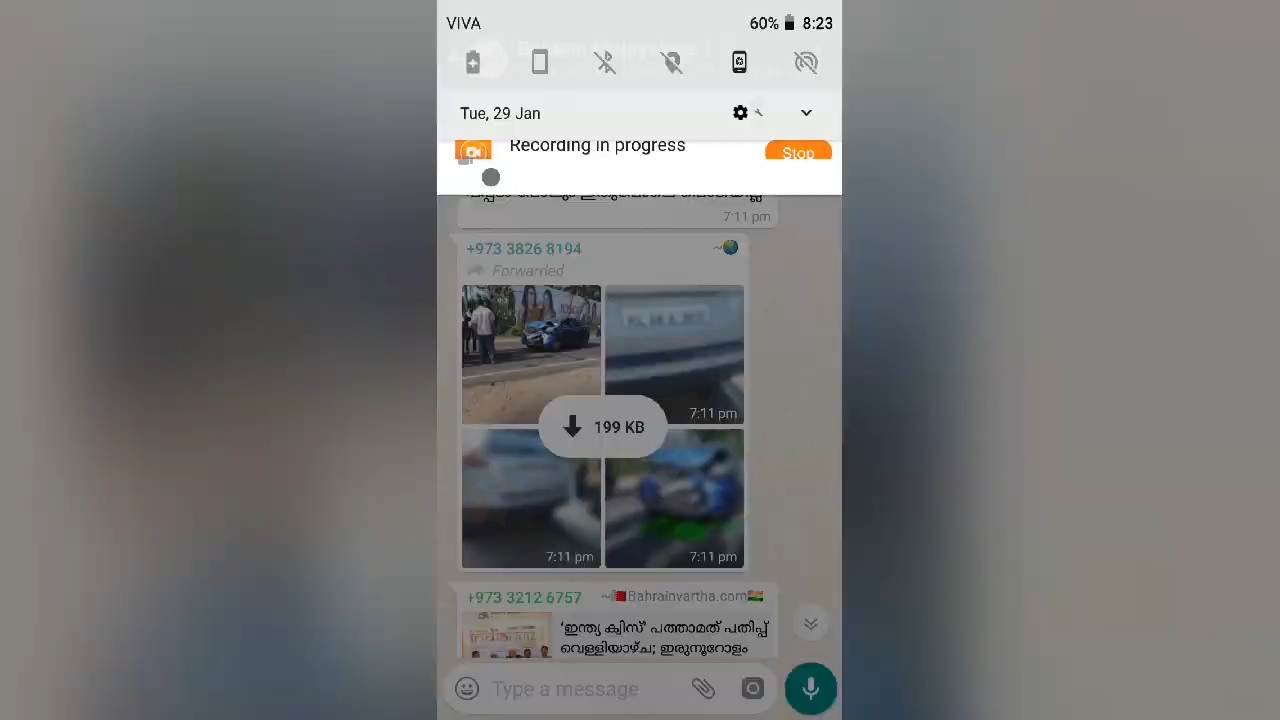 VIVA 60% 8:23
Tue, 29 Jan
Recording in progress
Stop
7:11 pm
+973 3826 8194 ~
Forwarded
7:11 pm
199 KB
7:11 pm 7:11 pm
+973 3212 6757 ~🇧🇭Bahrainvartha.com🇮🇳
'ഇന്ത്യ ക്വിസ്' പത്താമത് പതിപ്പ്
വെള്ളിയാഴ്ച; ഇരുന്നൂറോളം
Type a message